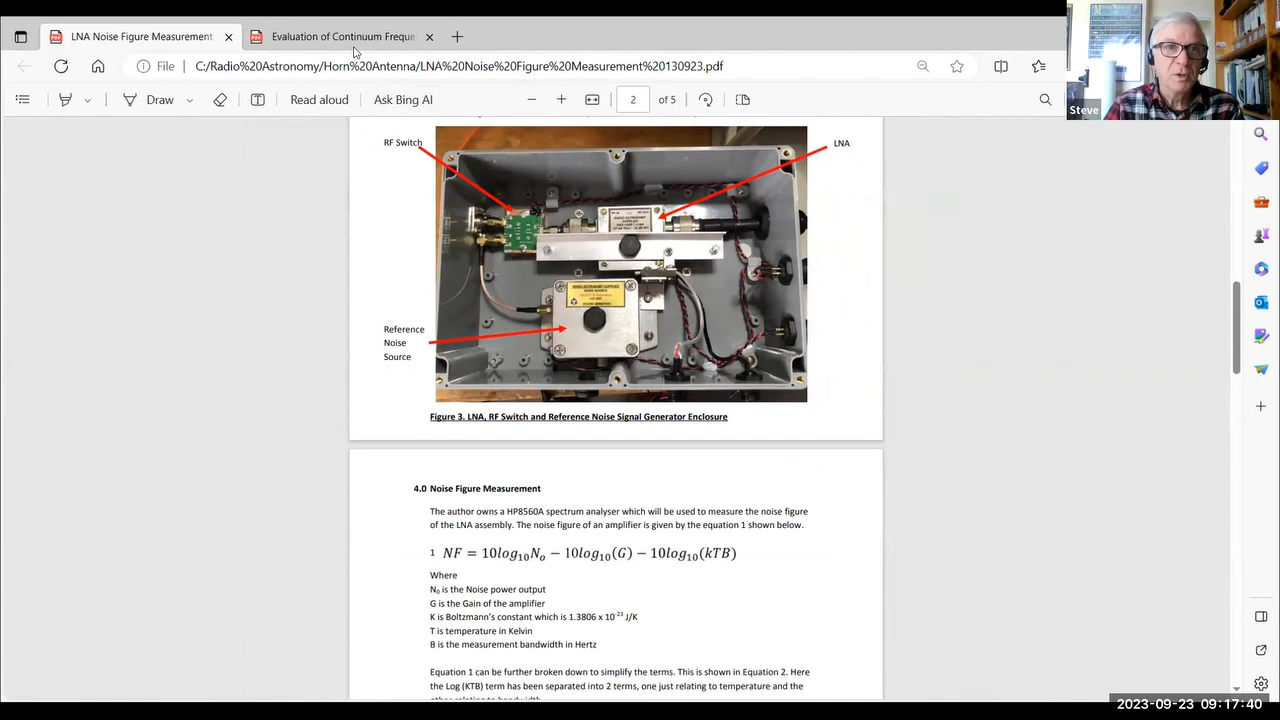 LNA Noise Figure Measurement
Evaluation of Continuum Freq
File
C:/Radio%20Astronomy/Horn%20Antenna/LNA%20Noise%20Figure%20Measurement%20130923.pdf
Draw
Read aloud
Ask Bing AI
2
of 5
Steve
RF Switch
LNA
Reference
Noise
Source
RADIO ASTRONOMY SUPPLIES
NOISE SOURCE
Figure 3. LNA, RF Switch and Reference Noise Signal Generator Enclosure
4.0 Noise Figure Measurement
The author owns a HP8560A spectrum analyser which will be used to measure the noise figure
of the LNA assembly. The noise figure of an amplifier is given by the equation 1 shown below.
1 NF = 10log₁₀Nₒ − 10log₁₀(G) − 10log₁₀(kTB)
Where
N₀ is the Noise power output
G is the Gain of the amplifier
K is Boltzmann's constant which is 1.3806 x 10⁻²³ J/K
T is temperature in Kelvin
B is the measurement bandwidth in Hertz
Equation 1 can be further broken down to simplify the terms. This is shown in Equation 2. Here
the Log (KTB) term has been separated into 2 terms, one just relating to temperature and the
2023-09-23 09:17:40